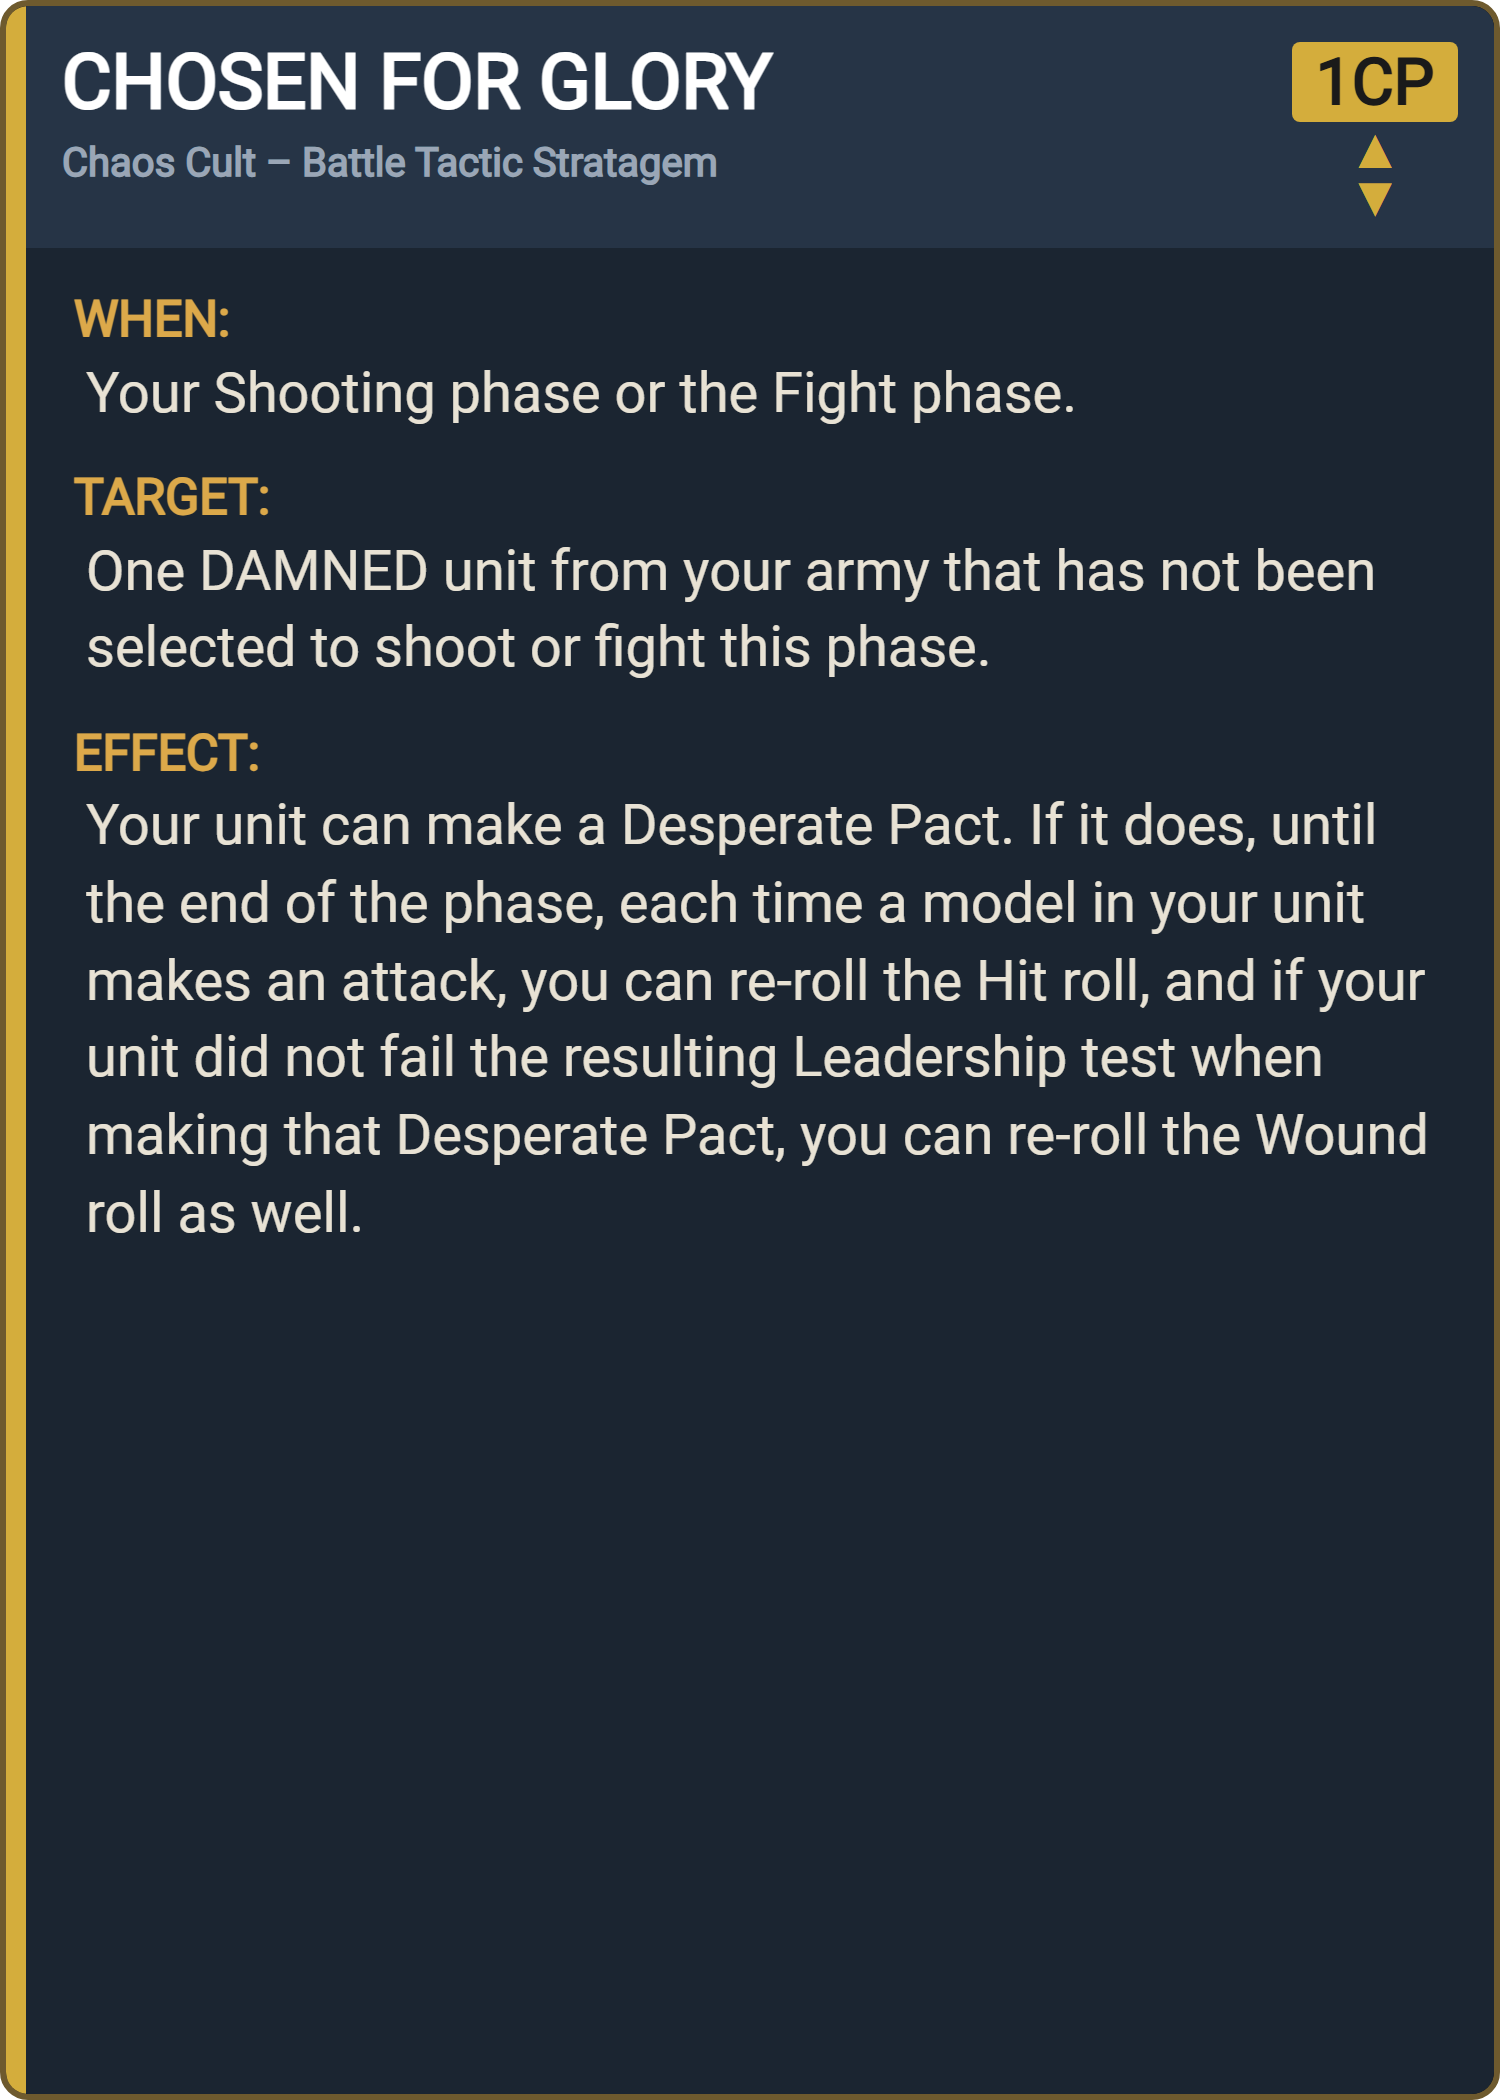 CHOSEN FOR GLORY
1CP
Chaos Cult – Battle Tactic Stratagem
WHEN:
Your Shooting phase or the Fight phase.
TARGET:
One DAMNED unit from your army that has not been
selected to shoot or fight this phase.
EFFECT:
Your unit can make a Desperate Pact. If it does, until
the end of the phase, each time a model in your unit
makes an attack, you can re-roll the Hit roll, and if your
unit did not fail the resulting Leadership test when
making that Desperate Pact, you can re-roll the Wound
roll as well.